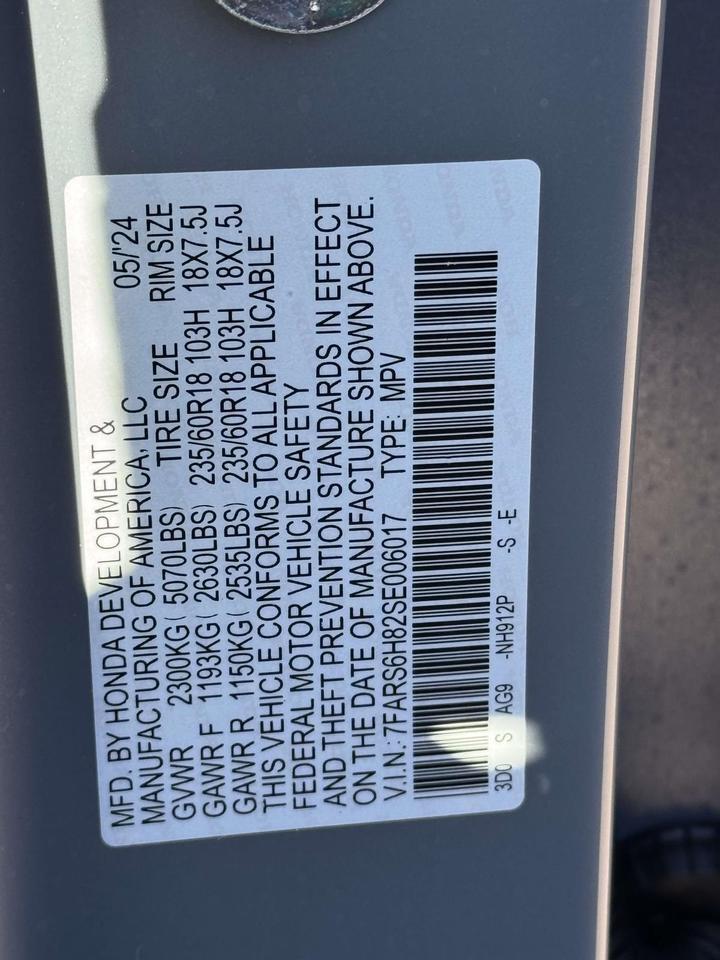 MFD. BY HONDA DEVELOPMENT &
MANUFACTURING OF AMERICA, LLC 05/'24
GVWR 2300KG ( 5070LBS) TIRE SIZE RIM SIZE
GAWR F 1193KG ( 2630LBS) 235/60R18 103H 18X7.5J
GAWR R 1150KG ( 2535LBS) 235/60R18 103H 18X7.5J
THIS VEHICLE CONFORMS TO ALL APPLICABLE
FEDERAL MOTOR VEHICLE SAFETY
AND THEFT PREVENTION STANDARDS IN EFFECT
ON THE DATE OF MANUFACTURE SHOWN ABOVE.
V.I.N.: 7FARS6H82SE006017 TYPE: MPV
3D0 S AG9 -NH912P -S -E